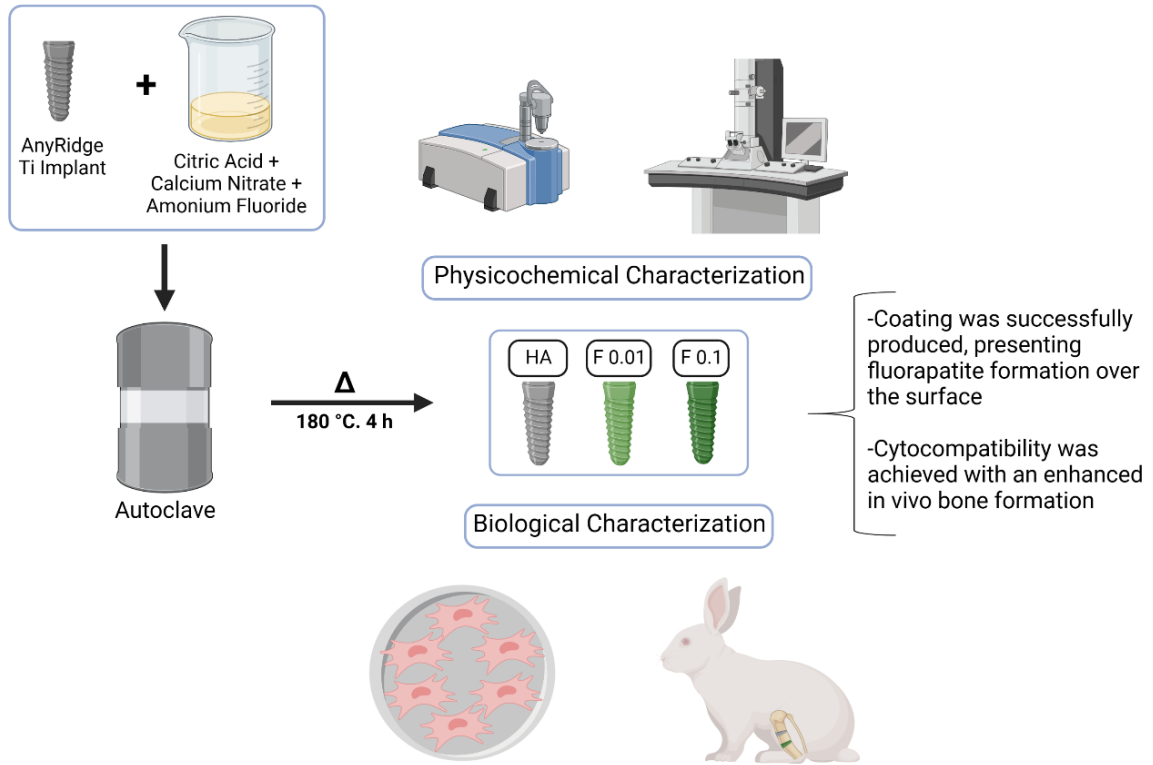 AnyRidge
Ti Implant
+
Citric Acid +
Calcium Nitrate +
Amonium Fluoride
Autoclave
Δ
180 °C. 4 h
Physicochemical Characterization
HA
F 0.01
F 0.1
Biological Characterization
-Coating was successfully
produced, presenting
fluorapatite formation over
the surface
-Cytocompatibility was
achieved with an enhanced
in vivo bone formation